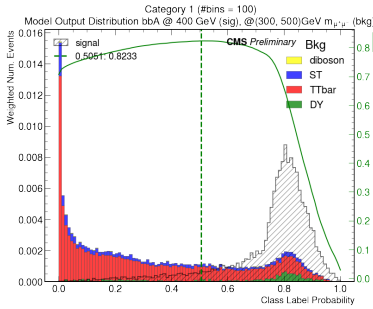 Category 1 (#bins = 100)
Model Output Distribution bbA @ 400 GeV (sig), @(300, 500)GeV m μ⁺μ⁻ (bkg)
CMS Preliminary
signal
0.5051: 0.8233
Bkg
diboson
ST
TTbar
DY
Weighted Num. Events
0.016
0.014
0.012
0.010
0.008
0.006
0.004
0.002
0.000
0.8
0.7
0.6
0.5
0.4
0.3
0.2
0.1
0.0
0.0 0.2 0.4 0.6 0.8 1.0
Class Label Probability